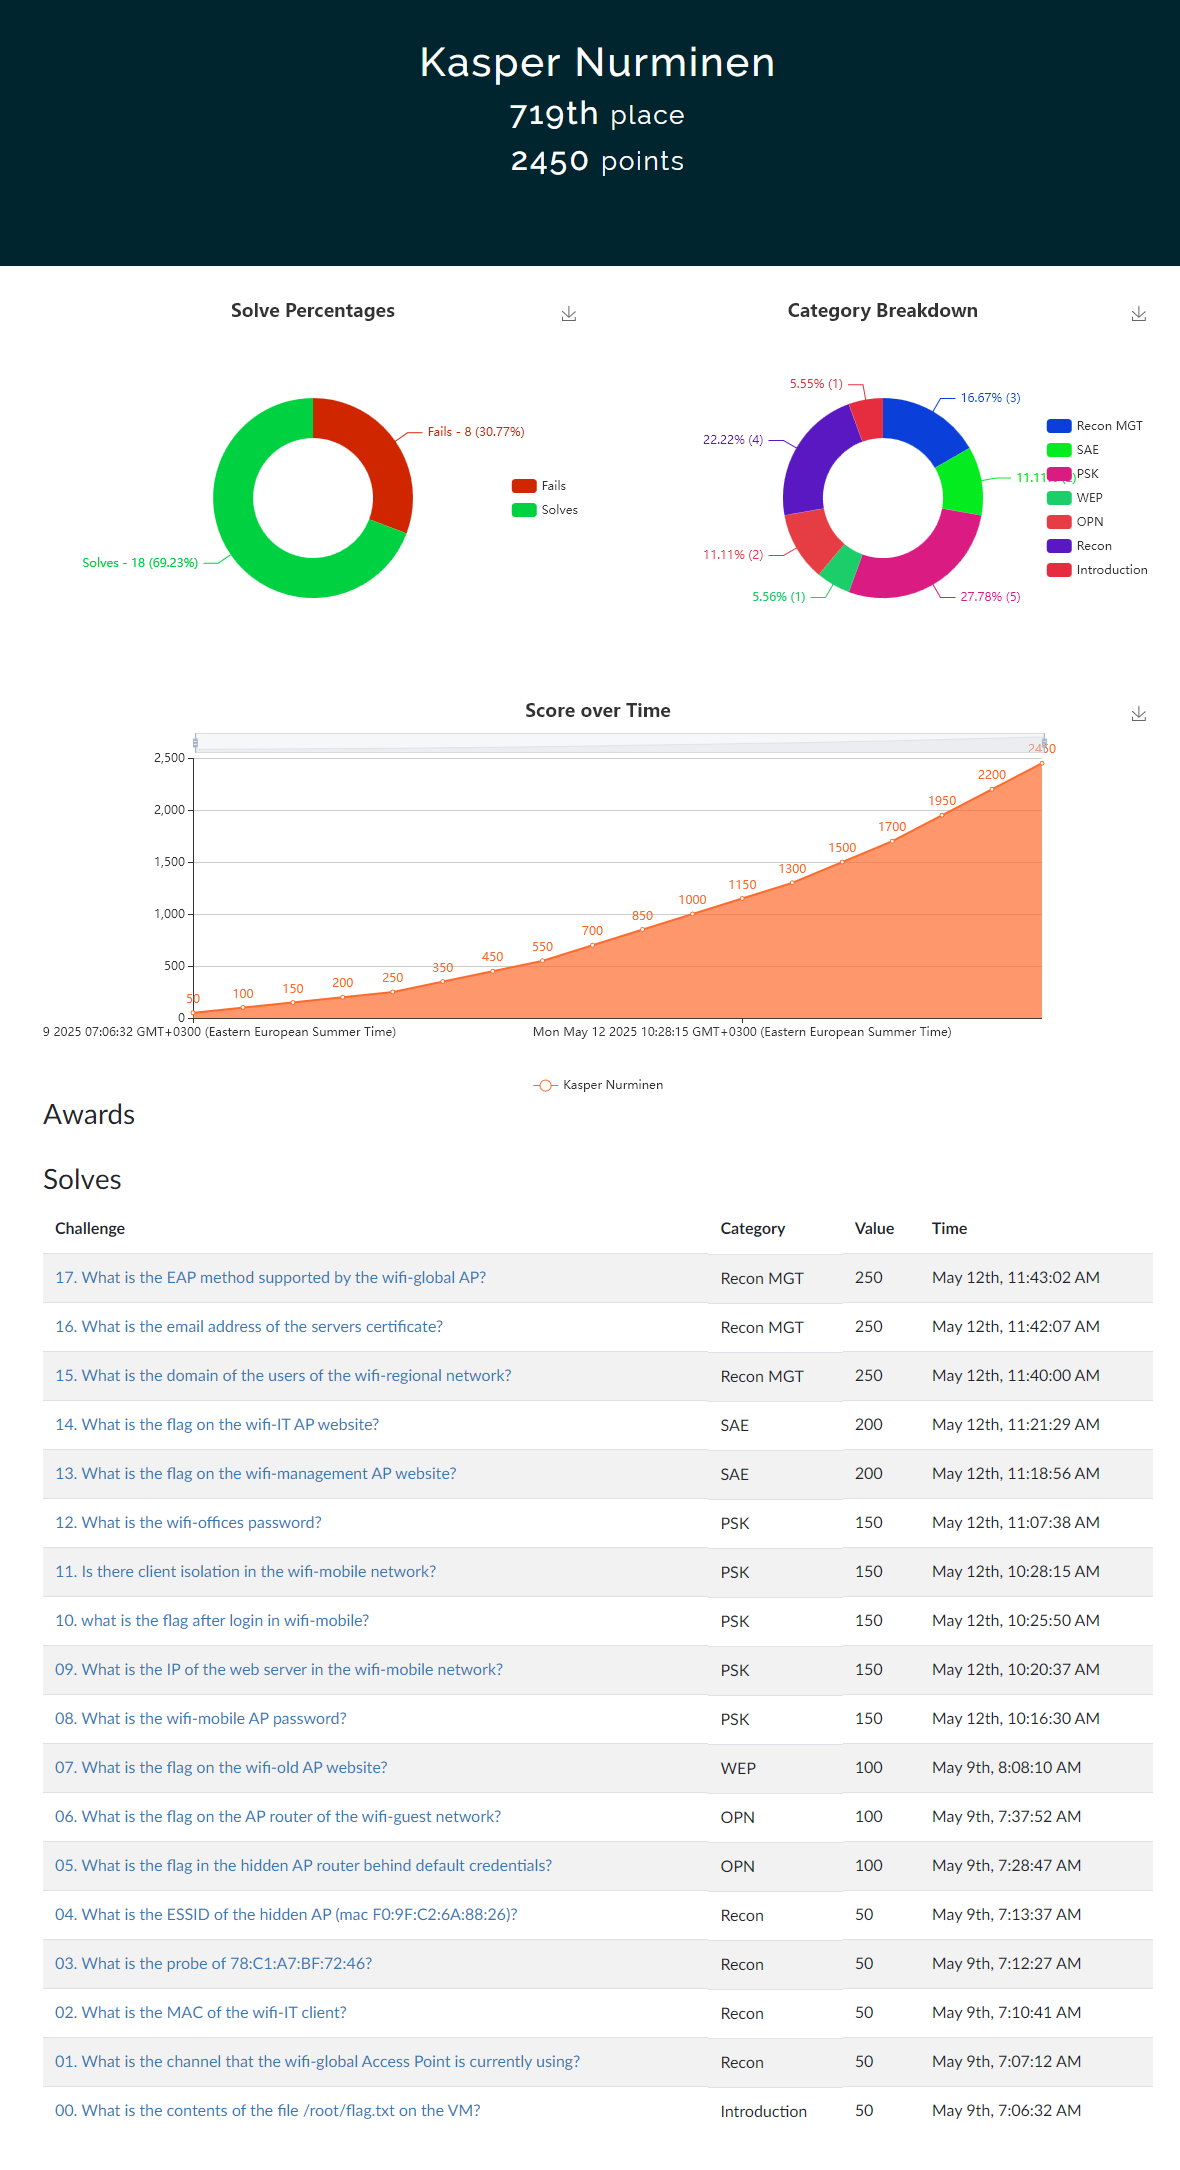 Kasper Nurminen
719th place
2450 points
Solve Percentages
Fails - 8 (30.77%)
Solves - 18 (69.23%)
Fails
Solves
Category Breakdown
5.55% (1)
16.67% (3)
22.22% (4)
11.11% (2)
11.11% (2)
5.56% (1)
27.78% (5)
Recon MGT
SAE
PSK
WEP
OPN
Recon
Introduction
Score over Time
2,500
2,000
1,500
1,000
500
0
50
100
150
200
250
350
450
550
700
850
1000
1150
1300
1500
1700
1950
2200
2450
9 2025 07:06:32 GMT+0300 (Eastern European Summer Time)
Mon May 12 2025 10:28:15 GMT+0300 (Eastern European Summer Time)
Kasper Nurminen
Awards
Solves
Challenge Category Value Time
17. What is the EAP method supported by the wifi-global AP? Recon MGT 250 May 12th, 11:43:02 AM
16. What is the email address of the servers certificate? Recon MGT 250 May 12th, 11:42:07 AM
15. What is the domain of the users of the wifi-regional network? Recon MGT 250 May 12th, 11:40:00 AM
14. What is the flag on the wifi-IT AP website? SAE 200 May 12th, 11:21:29 AM
13. What is the flag on the wifi-management AP website? SAE 200 May 12th, 11:18:56 AM
12. What is the wifi-offices password? PSK 150 May 12th, 11:07:38 AM
11. Is there client isolation in the wifi-mobile network? PSK 150 May 12th, 10:28:15 AM
10. what is the flag after login in wifi-mobile? PSK 150 May 12th, 10:25:50 AM
09. What is the IP of the web server in the wifi-mobile network? PSK 150 May 12th, 10:20:37 AM
08. What is the wifi-mobile AP password? PSK 150 May 12th, 10:16:30 AM
07. What is the flag on the wifi-old AP website? WEP 100 May 9th, 8:08:10 AM
06. What is the flag on the AP router of the wifi-guest network? OPN 100 May 9th, 7:37:52 AM
05. What is the flag in the hidden AP router behind default credentials? OPN 100 May 9th, 7:28:47 AM
04. What is the ESSID of the hidden AP (mac F0:9F:C2:6A:88:26)? Recon 50 May 9th, 7:13:37 AM
03. What is the probe of 78:C1:A7:BF:72:46? Recon 50 May 9th, 7:12:27 AM
02. What is the MAC of the wifi-IT client? Recon 50 May 9th, 7:10:41 AM
01. What is the channel that the wifi-global Access Point is currently using? Recon 50 May 9th, 7:07:12 AM
00. What is the contents of the file /root/flag.txt on the VM? Introduction 50 May 9th, 7:06:32 AM